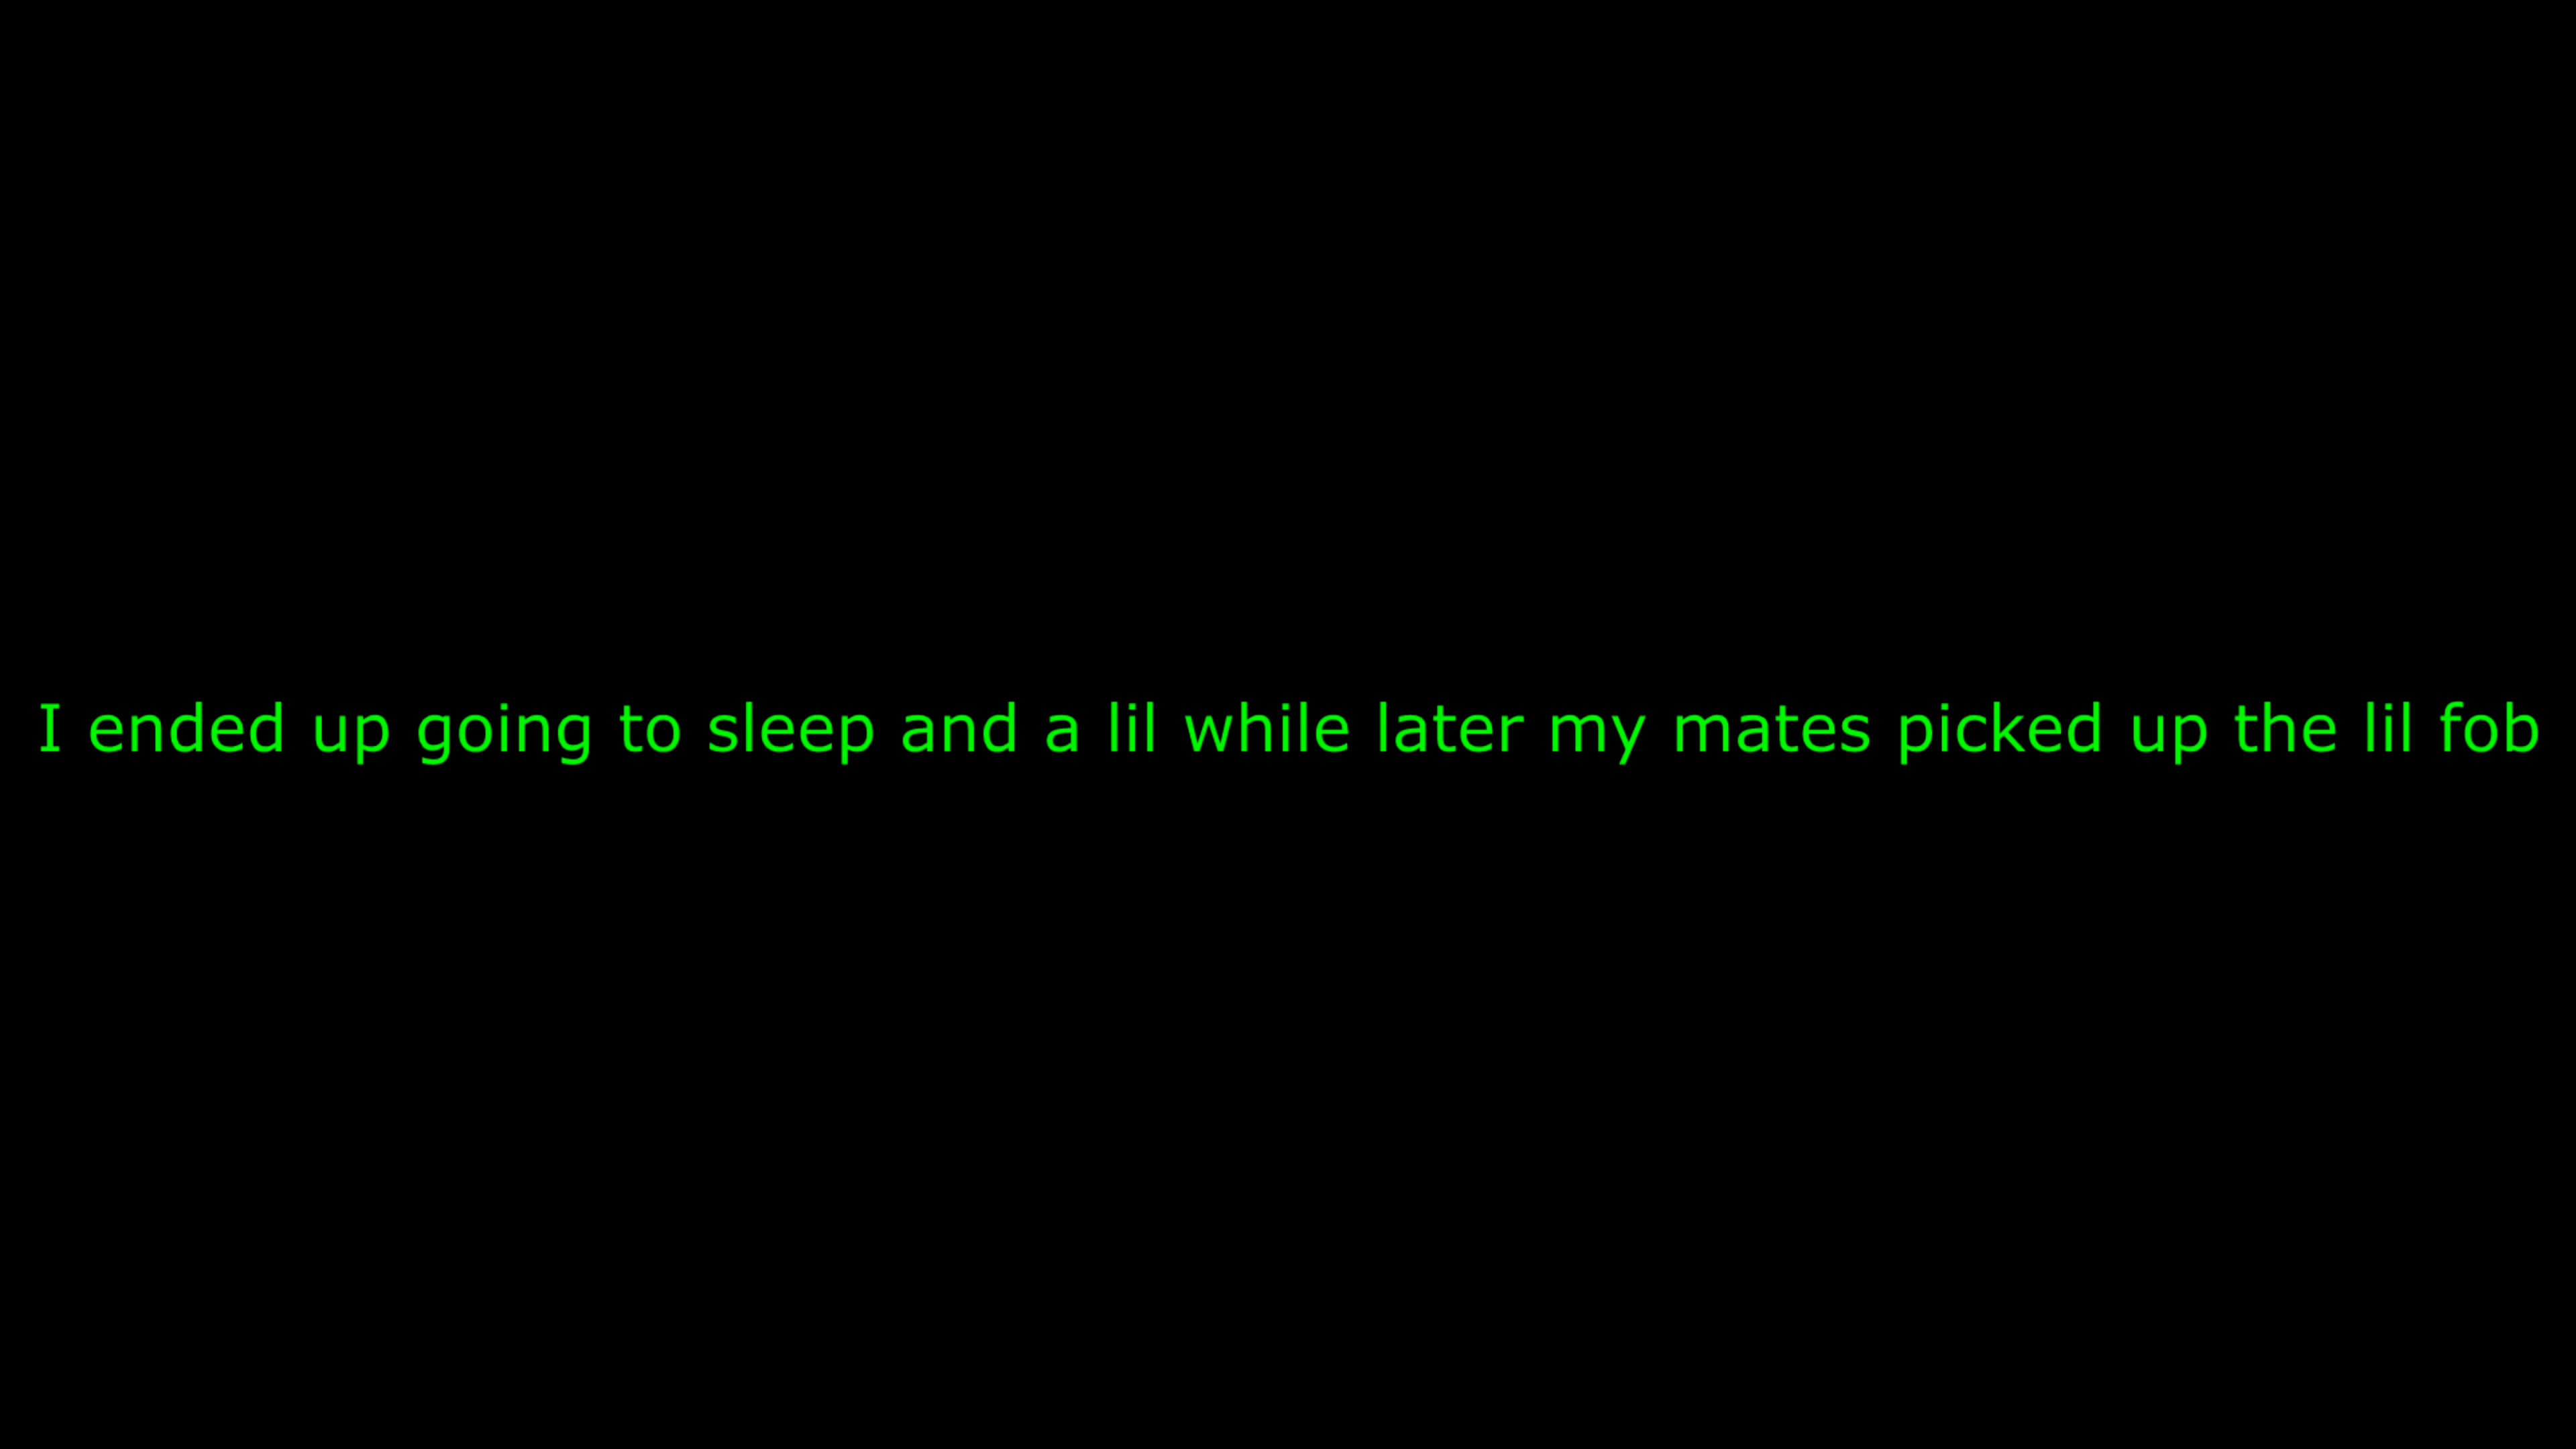 I ended up going to sleep and a lil while later my mates picked up the lil fob